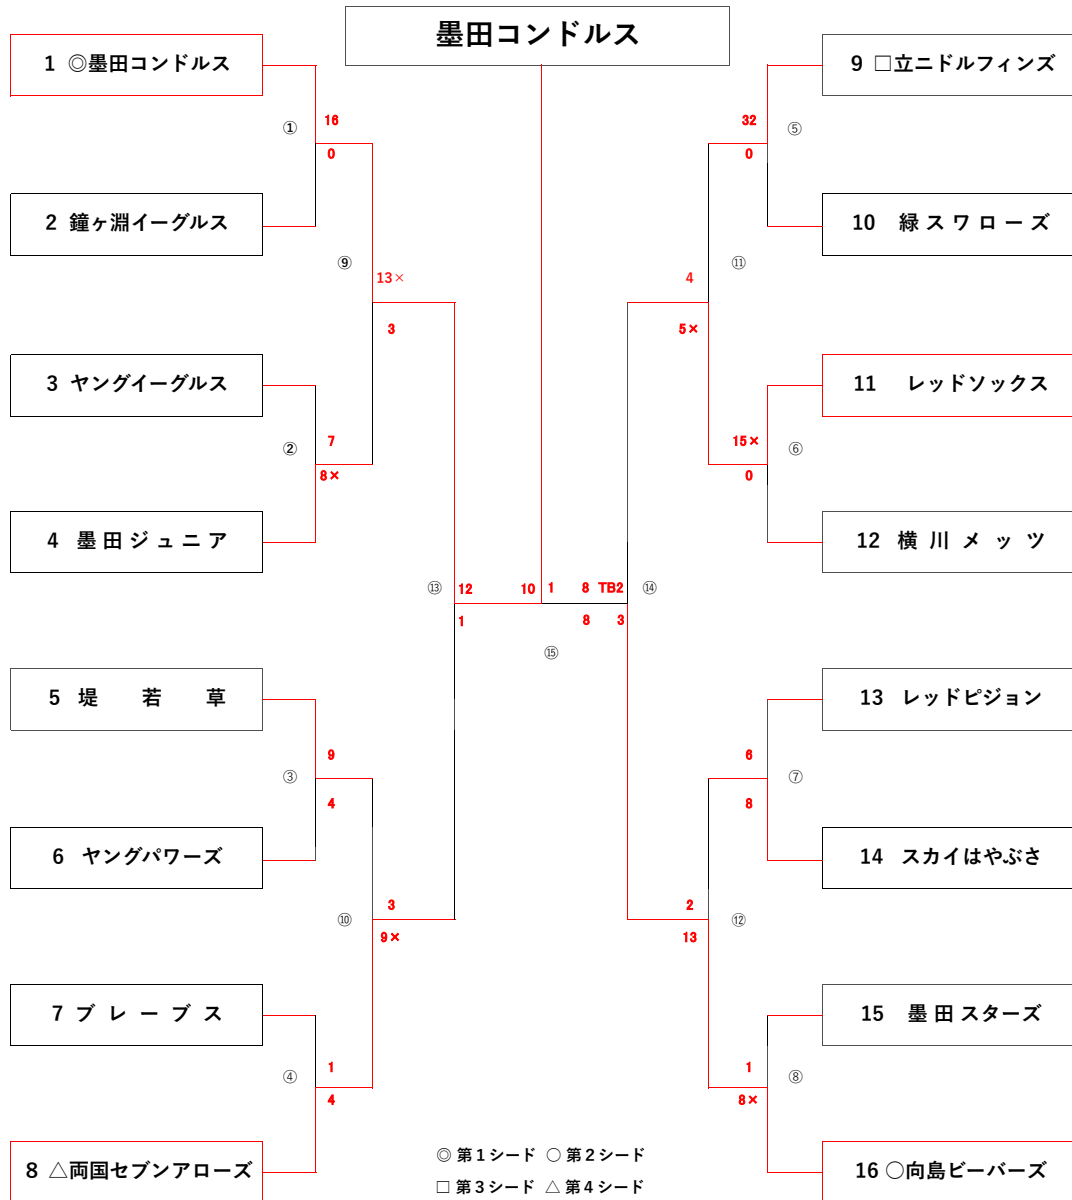 墨田コンドルス
1 ◎墨田コンドルス
① 16
0
2 鐘ヶ淵イーグルス
⑨
13×
3
3 ヤングイーグルス
② 7
8×
4 墨田ジュニア
⑬ 12
1
5 堤 若 草
③ 9
4
6 ヤングパワーズ
⑩ 3
9×
7 ブレーブス
④ 1
4
8 △両国セブンアローズ
10 1
⑮
9 □立ニドルフィンズ
32 ⑤
0
10 緑スワローズ
⑪
4
5×
11 レッドソックス
15× ⑥
0
12 横川メッツ
8 TB2 ⑭
8 3
13 レッドピジョン
6 ⑦
8
14 スカイはやぶさ
2 ⑫
13
15 墨田スターズ
1 ⑧
8×
16 〇向島ビーバーズ
◎ 第1シード 〇 第2シード
□ 第3シード △ 第4シード